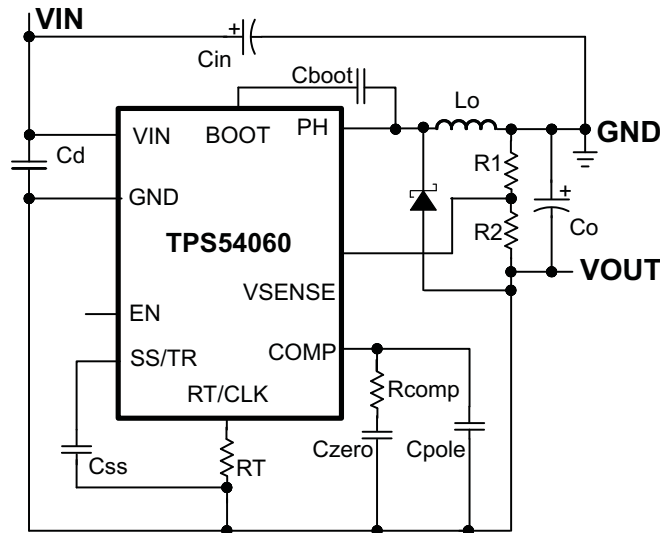 VIN
+
Cin
Cboot
Lo
VIN
BOOT
PH
GND
Cd
R1
GND
+
TPS54060
R2
Co
VOUT
VSENSE
EN
COMP
SS/TR
RT/CLK
Rcomp
Css
RT
Czero
Cpole